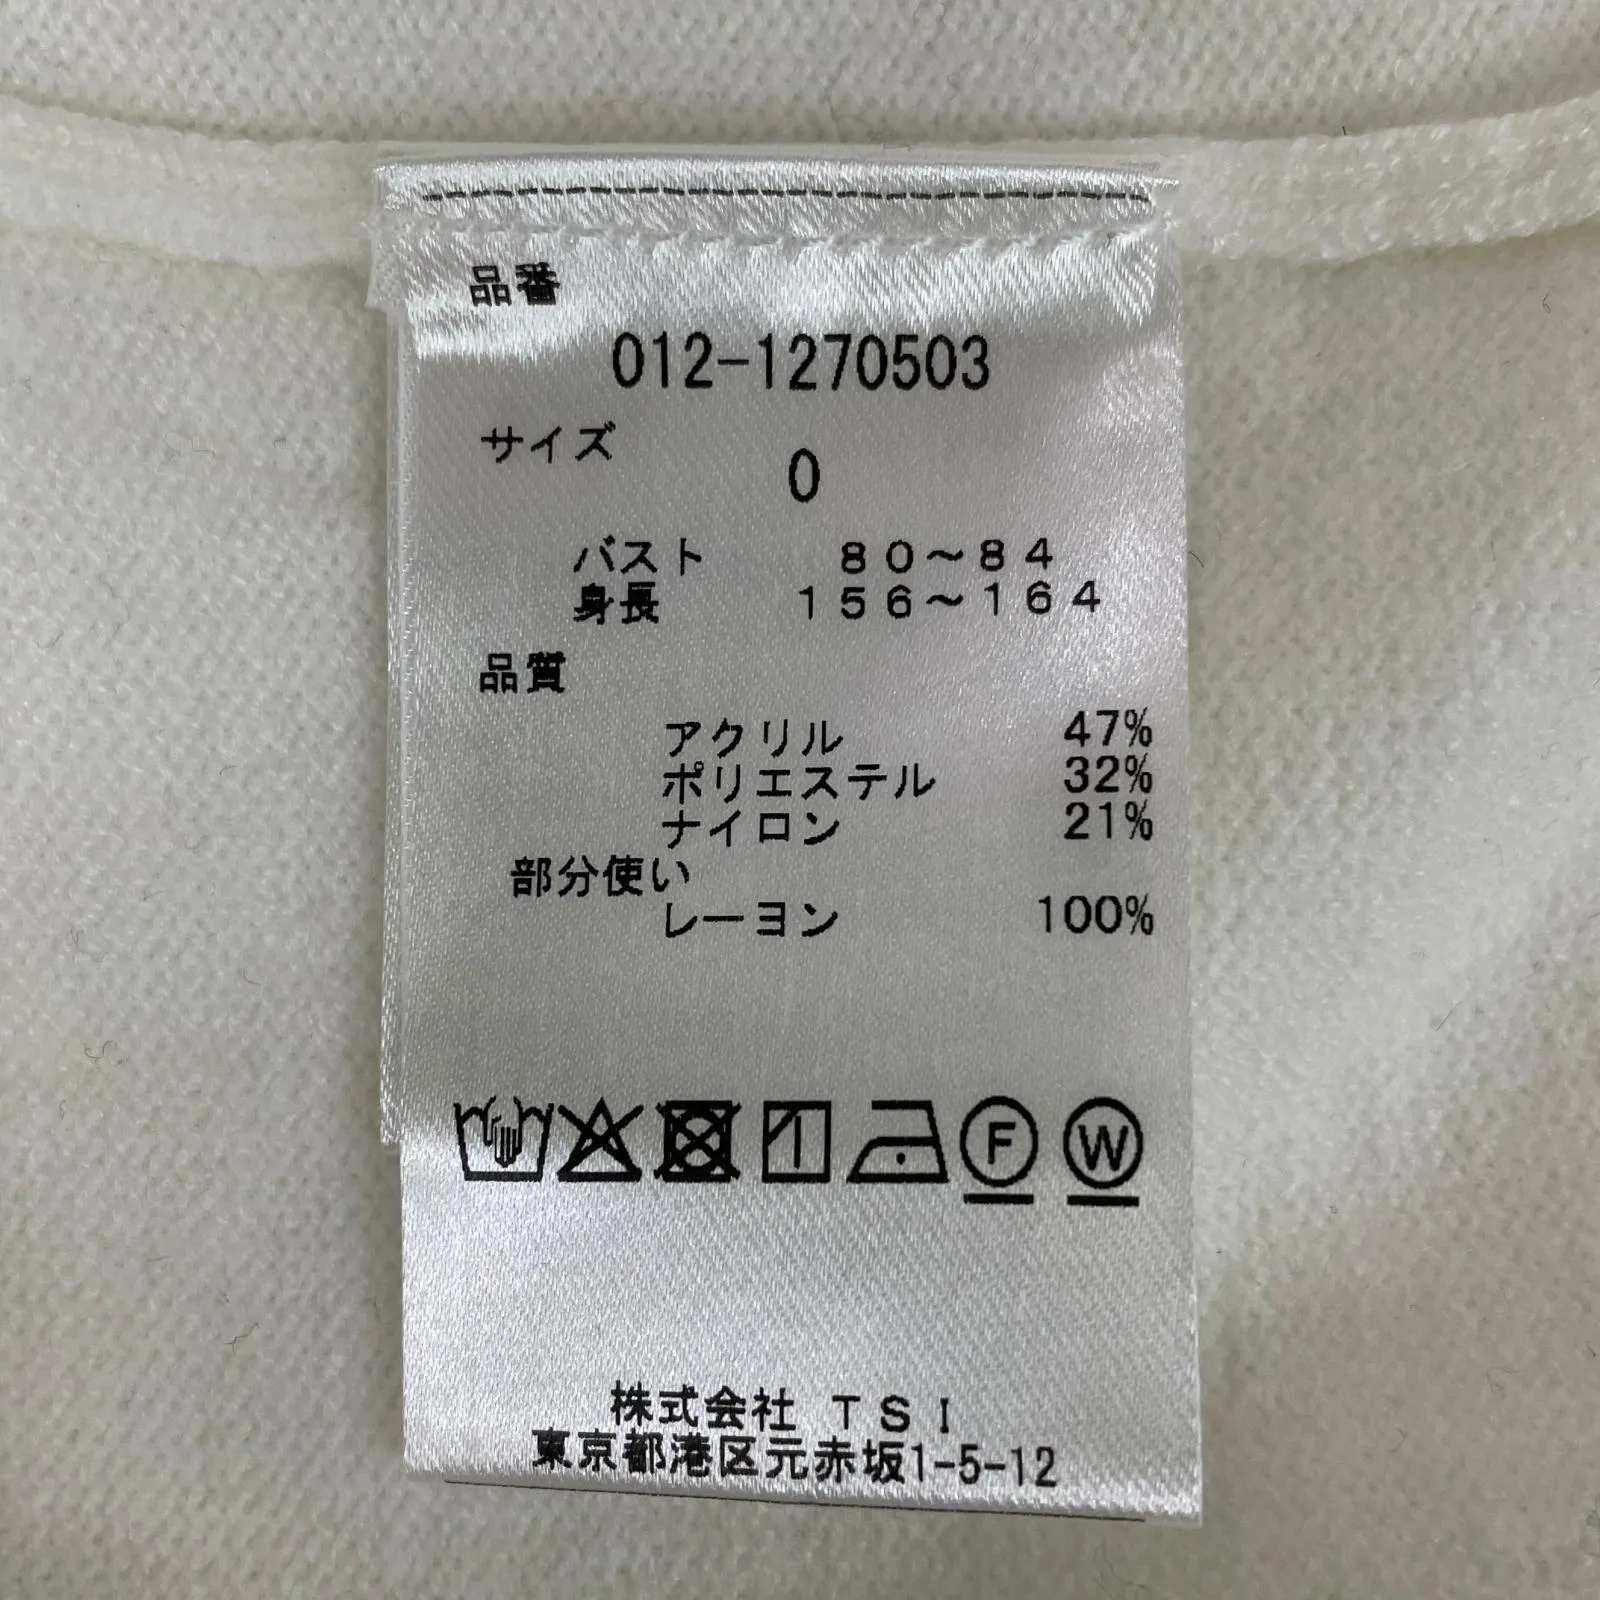 品番
012-1270503
サイズ
0
バスト 80～84
身長 156～164
品質
アクリル 47%
ポリエステル 32%
ナイロン 21%
部分使い
レーヨン 100%
F W
株式会社 TSI
東京都港区元赤坂1-5-12